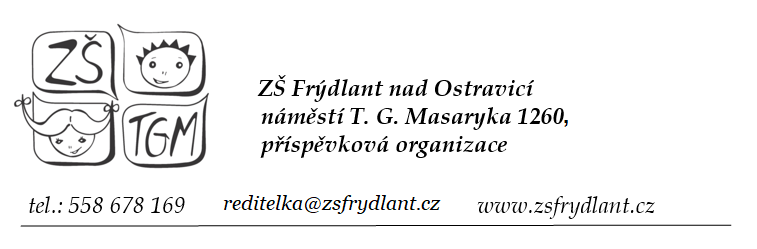 ZŠ
TGM
ZŠ Frýdlant nad Ostravicí
náměstí T. G. Masaryka 1260,
příspěvková organizace
tel.: 558 678 169 reditelka@zsfrydlant.cz www.zsfrydlant.cz